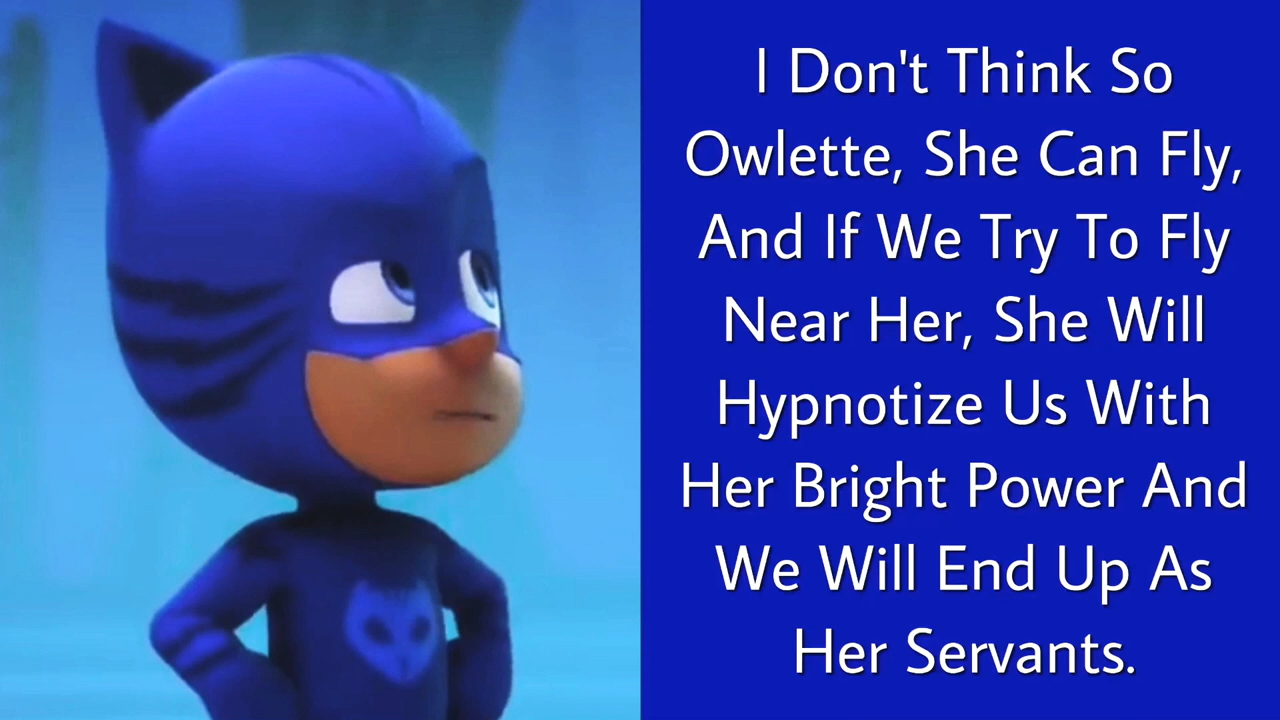 I Don't Think So
Owlette, She Can Fly,
And If We Try To Fly
Near Her, She Will
Hypnotize Us With
Her Bright Power And
We Will End Up As
Her Servants.